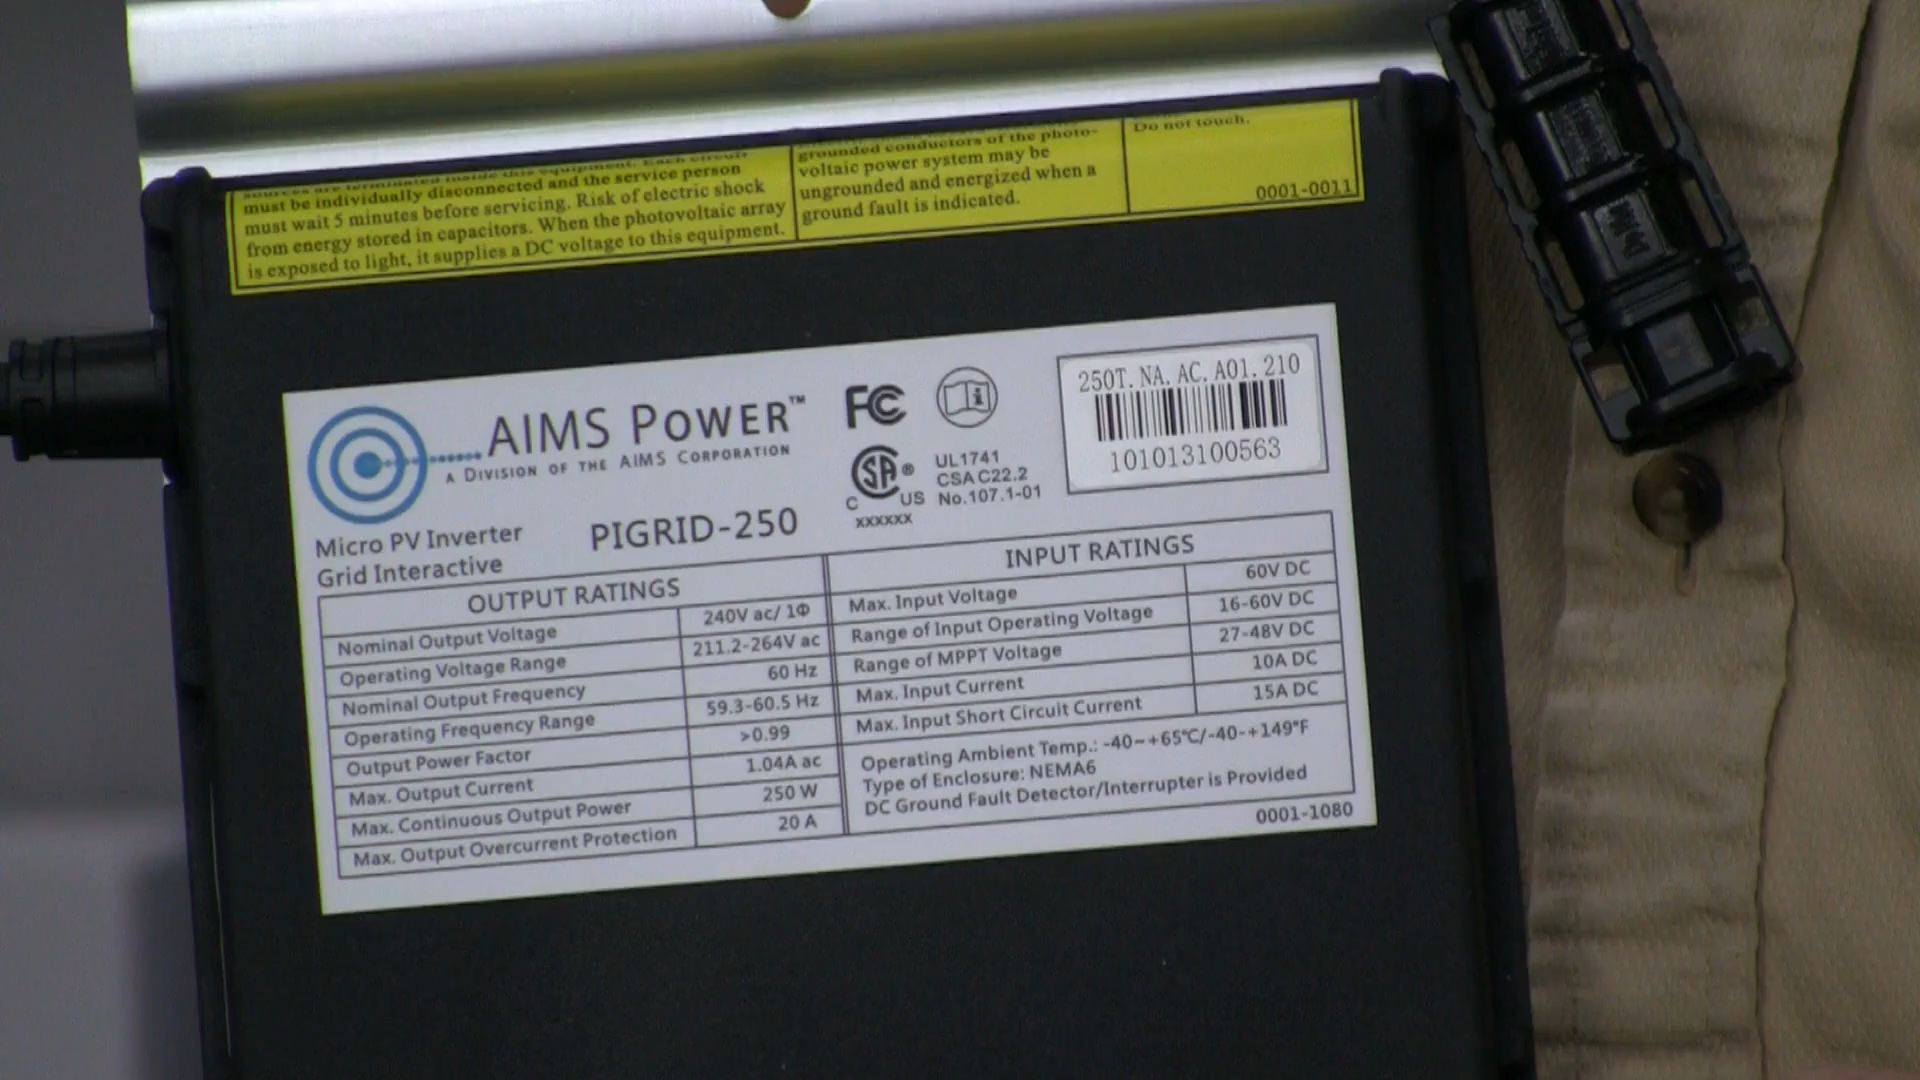 must be individually disconnected and the service person
must wait 5 minutes before servicing. Risk of electric shock
from energy stored in capacitors. When the photovoltaic array
is exposed to light, it supplies a DC voltage to this equipment.
grounded conductors of the photo-
voltaic power system may be
ungrounded and energized when a
ground fault is indicated.
Do not touch.
0001-0011
AIMS POWER™
A DIVISION OF THE AIMS CORPORATION
Micro PV Inverter
Grid Interactive
PIGRID-250
FC
SA®
C US
xxxxxx
UL1741
CSA C22.2
No.107.1-01
250T. NA. AC. A01. 210
101013100563
OUTPUT RATINGS
Nominal Output Voltage 240V ac/ 1Φ
Operating Voltage Range 211.2-264V ac
Nominal Output Frequency 60 Hz
Operating Frequency Range 59.3-60.5 Hz
Output Power Factor >0.99
Max. Output Current 1.04A ac
Max. Continuous Output Power 250 W
Max. Output Overcurrent Protection 20 A
INPUT RATINGS
Max. Input Voltage 60V DC
Range of Input Operating Voltage 16-60V DC
Range of MPPT Voltage 27-48V DC
Max. Input Current 10A DC
Max. Input Short Circuit Current 15A DC
Operating Ambient Temp.: -40~+65℃/-40-+149°F
Type of Enclosure: NEMA6
DC Ground Fault Detector/Interrupter is Provided
0001-1080